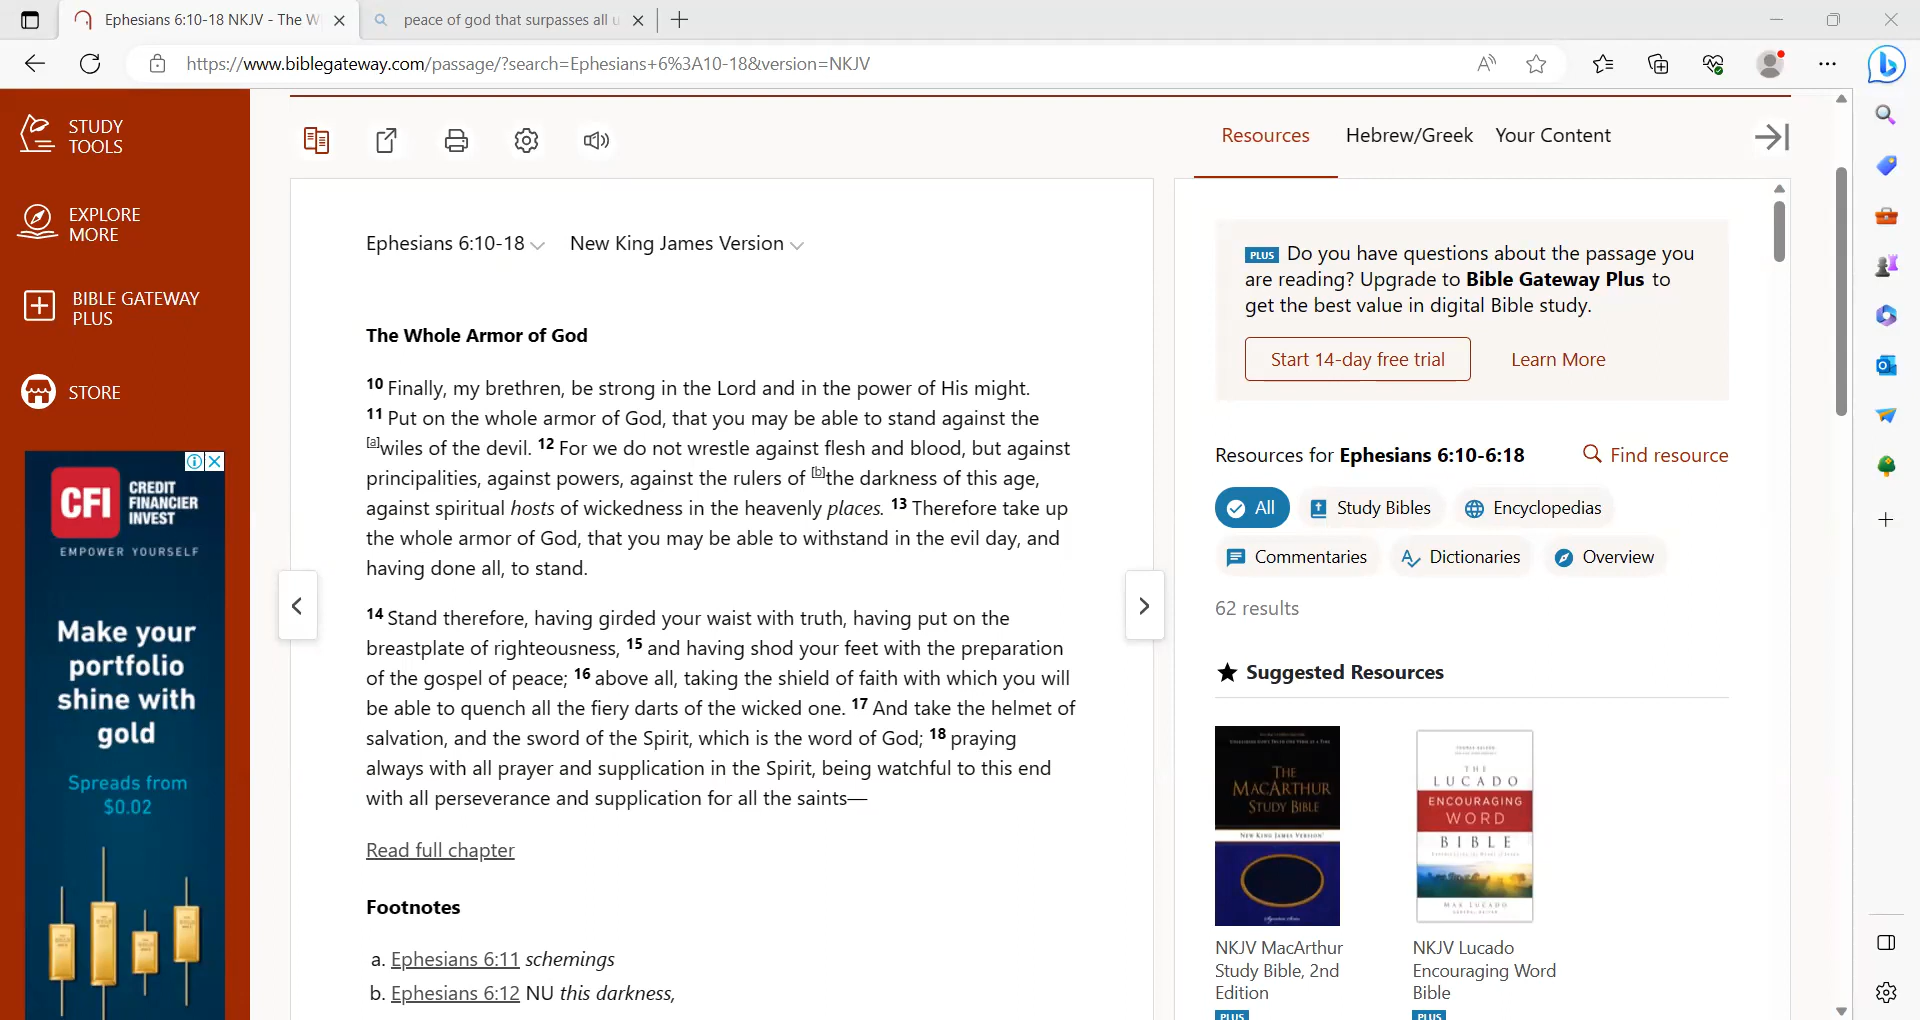 Ephesians 6:10-18 NKJV - The W
peace of god that surpasses all u
https://www.biblegateway.com/passage/?search=Ephesians+6%3A10-18&version=NKJV
STUDY
TOOLS
EXPLORE
MORE
BIBLE GATEWAY
PLUS
STORE
CFI
CREDIT
FINANCIER
INVEST
EMPOWER YOURSELF
Make your
portfolio
shine with
gold
Spreads from
$0.02
Ephesians 6:10-18 New King James Version
The Whole Armor of God
10 Finally, my brethren, be strong in the Lord and in the power of His might.
11 Put on the whole armor of God, that you may be able to stand against the
[a]wiles of the devil. 12 For we do not wrestle against flesh and blood, but against
principalities, against powers, against the rulers of [b]the darkness of this age,
against spiritual hosts of wickedness in the heavenly places. 13 Therefore take up
the whole armor of God, that you may be able to withstand in the evil day, and
having done all, to stand.
14 Stand therefore, having girded your waist with truth, having put on the
breastplate of righteousness, 15 and having shod your feet with the preparation
of the gospel of peace; 16 above all, taking the shield of faith with which you will
be able to quench all the fiery darts of the wicked one. 17 And take the helmet of
salvation, and the sword of the Spirit, which is the word of God; 18 praying
always with all prayer and supplication in the Spirit, being watchful to this end
with all perseverance and supplication for all the saints—
Read full chapter
Footnotes
a. Ephesians 6:11 schemings
b. Ephesians 6:12 NU this darkness,
Resources Hebrew/Greek Your Content
PLUS Do you have questions about the passage you
are reading? Upgrade to Bible Gateway Plus to
get the best value in digital Bible study.
Start 14-day free trial Learn More
Resources for Ephesians 6:10-6:18 Find resource
All Study Bibles Encyclopedias
Commentaries Dictionaries Overview
62 results
Suggested Resources
THE
MACARTHUR
STUDY BIBLE
NEW KING JAMES VERSION
THE
LUCADO
ENCOURAGING
WORD
BIBLE
MAX LUCADO
NKJV MacArthur
Study Bible, 2nd
Edition
PLUS
NKJV Lucado
Encouraging Word
Bible
PLUS